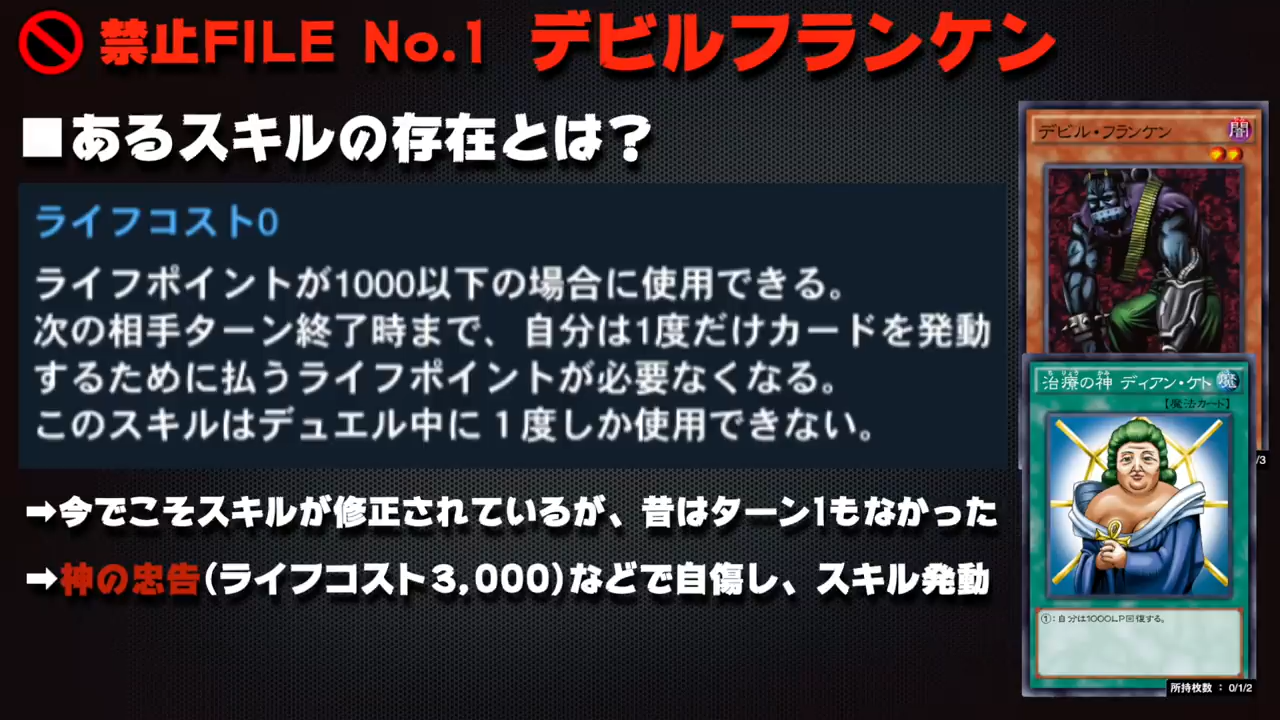 禁止FILE No.1 デビルフランケン
■あるスキルの存在とは？
ライフコスト0
ライフポイントが1000以下の場合に使用できる。
次の相手ターン終了時まで、自分は1度だけカードを発動
するために払うライフポイントが必要なくなる。
このスキルはデュエル中に１度しか使用できない。
➡今でこそスキルが修正されているが、昔はターン1もなかった
➡神の忠告(ライフコスト3,000)などで自傷し、スキル発動
デビル・フランケン
闇
/3
治療の神 ディアン・ケト
魔
【魔法カード】
①：自分は1000LP回復する。
所持枚数 : 0/1/2